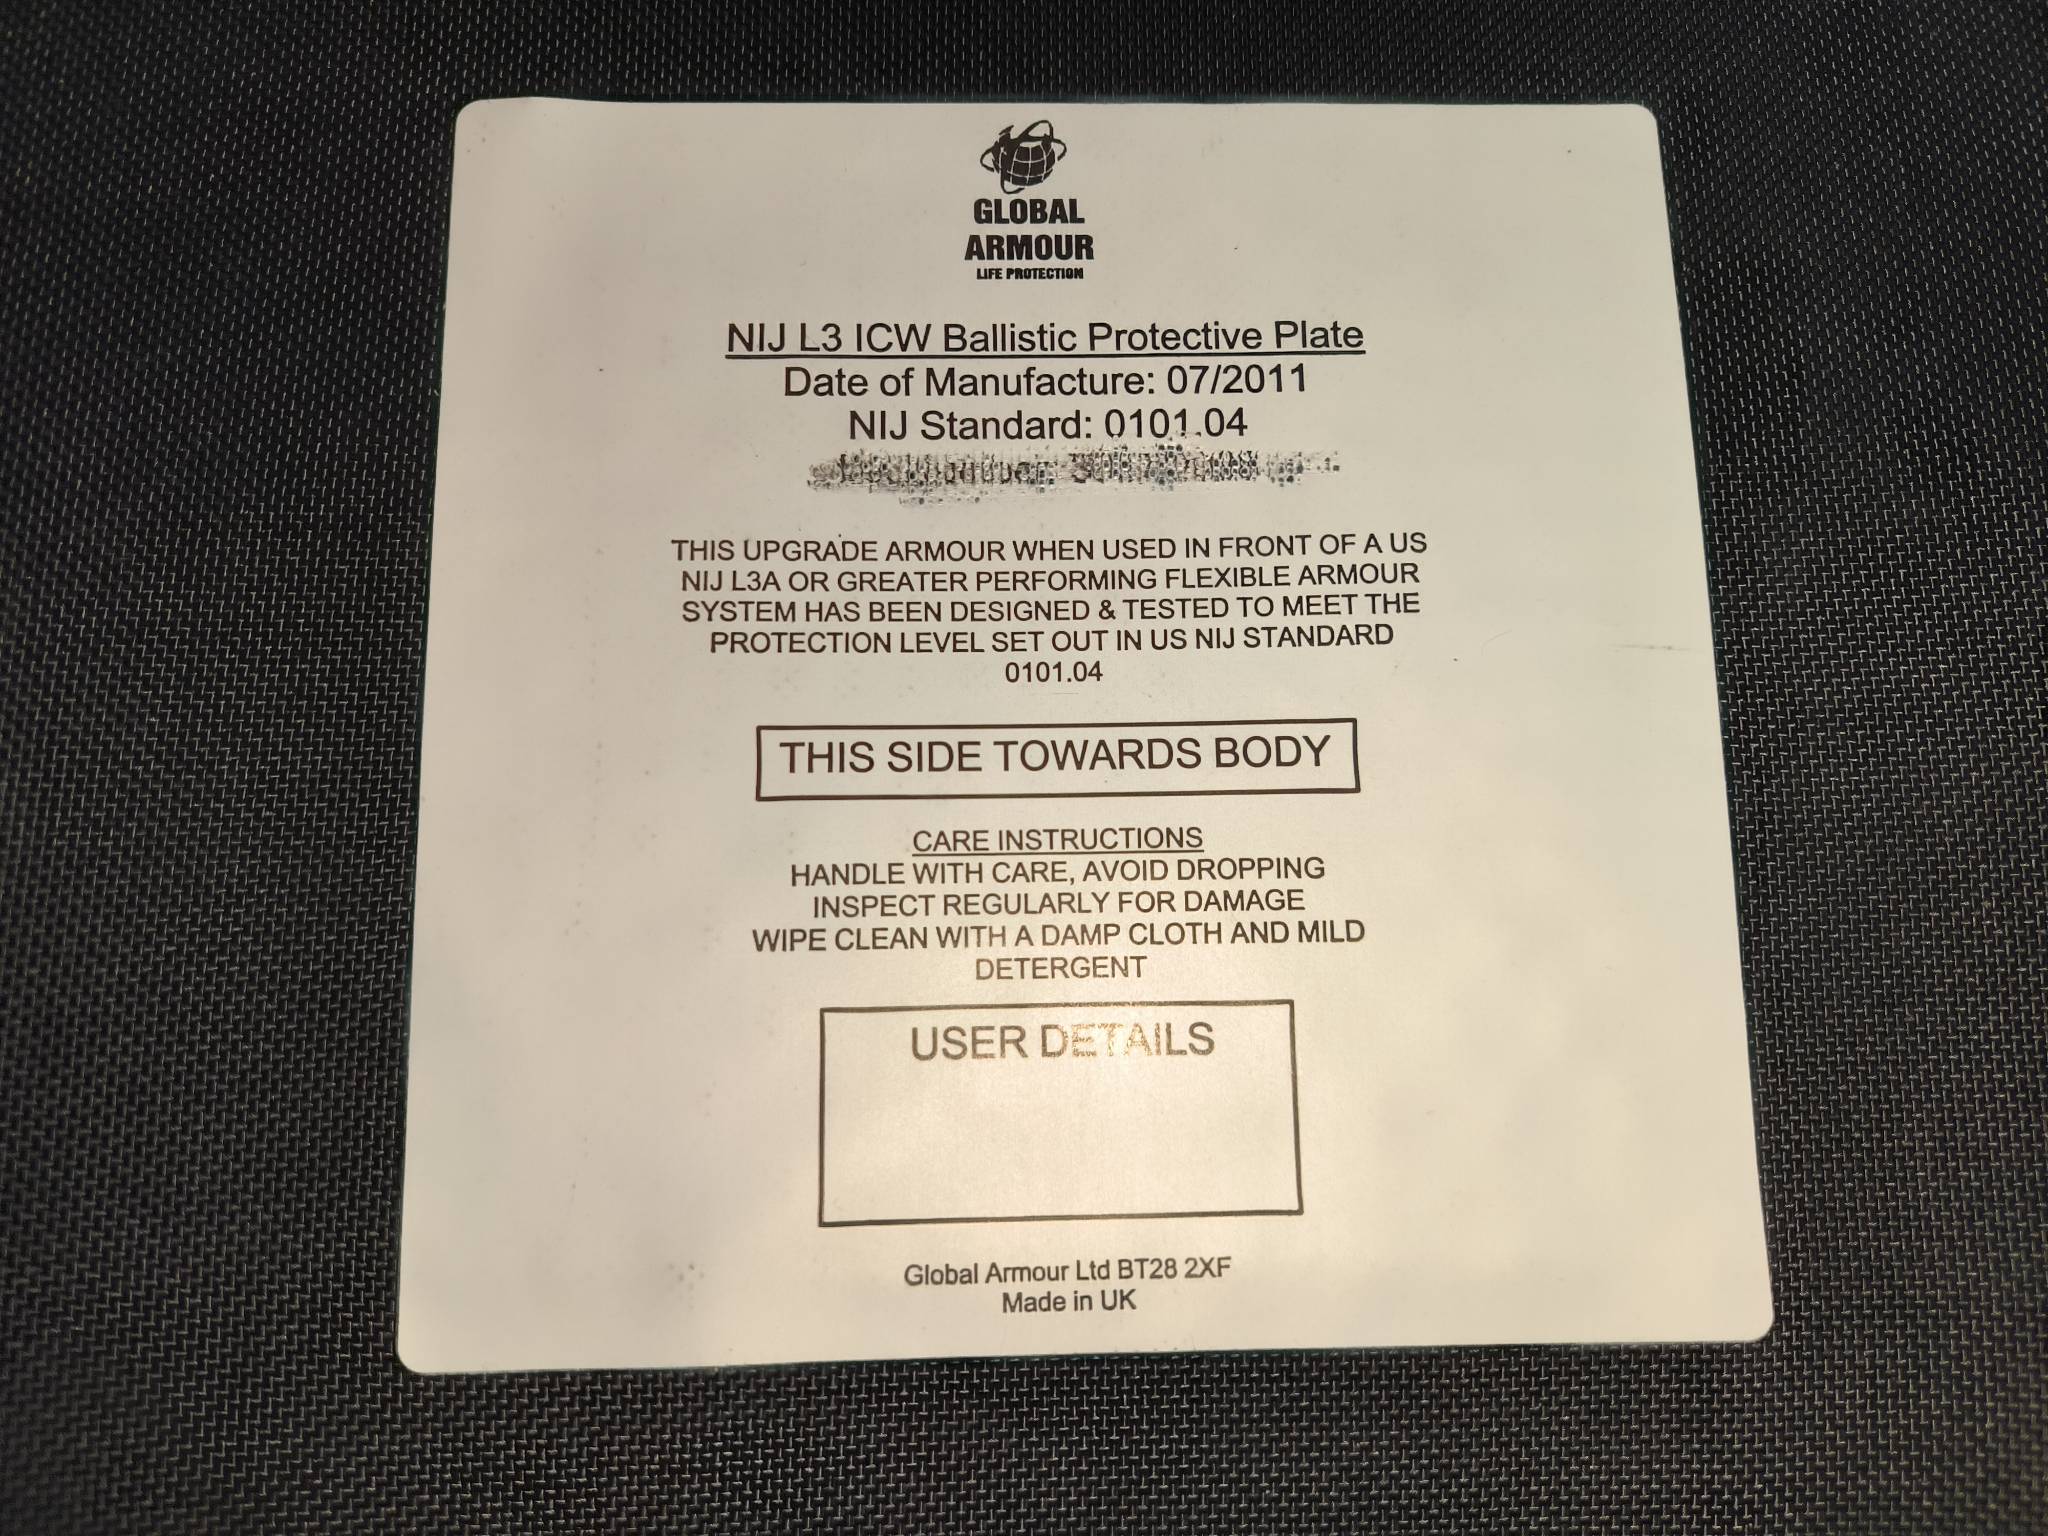 GLOBAL
ARMOUR
LIFE PROTECTION
NIJ L3 ICW Ballistic Protective Plate
Date of Manufacture: 07/2011
NIJ Standard: 0101.04
THIS UPGRADE ARMOUR WHEN USED IN FRONT OF A US
NIJ L3A OR GREATER PERFORMING FLEXIBLE ARMOUR
SYSTEM HAS BEEN DESIGNED & TESTED TO MEET THE
PROTECTION LEVEL SET OUT IN US NIJ STANDARD
0101.04
THIS SIDE TOWARDS BODY
CARE INSTRUCTIONS
HANDLE WITH CARE, AVOID DROPPING
INSPECT REGULARLY FOR DAMAGE
WIPE CLEAN WITH A DAMP CLOTH AND MILD
DETERGENT
USER DETAILS
Global Armour Ltd BT28 2XF
Made in UK